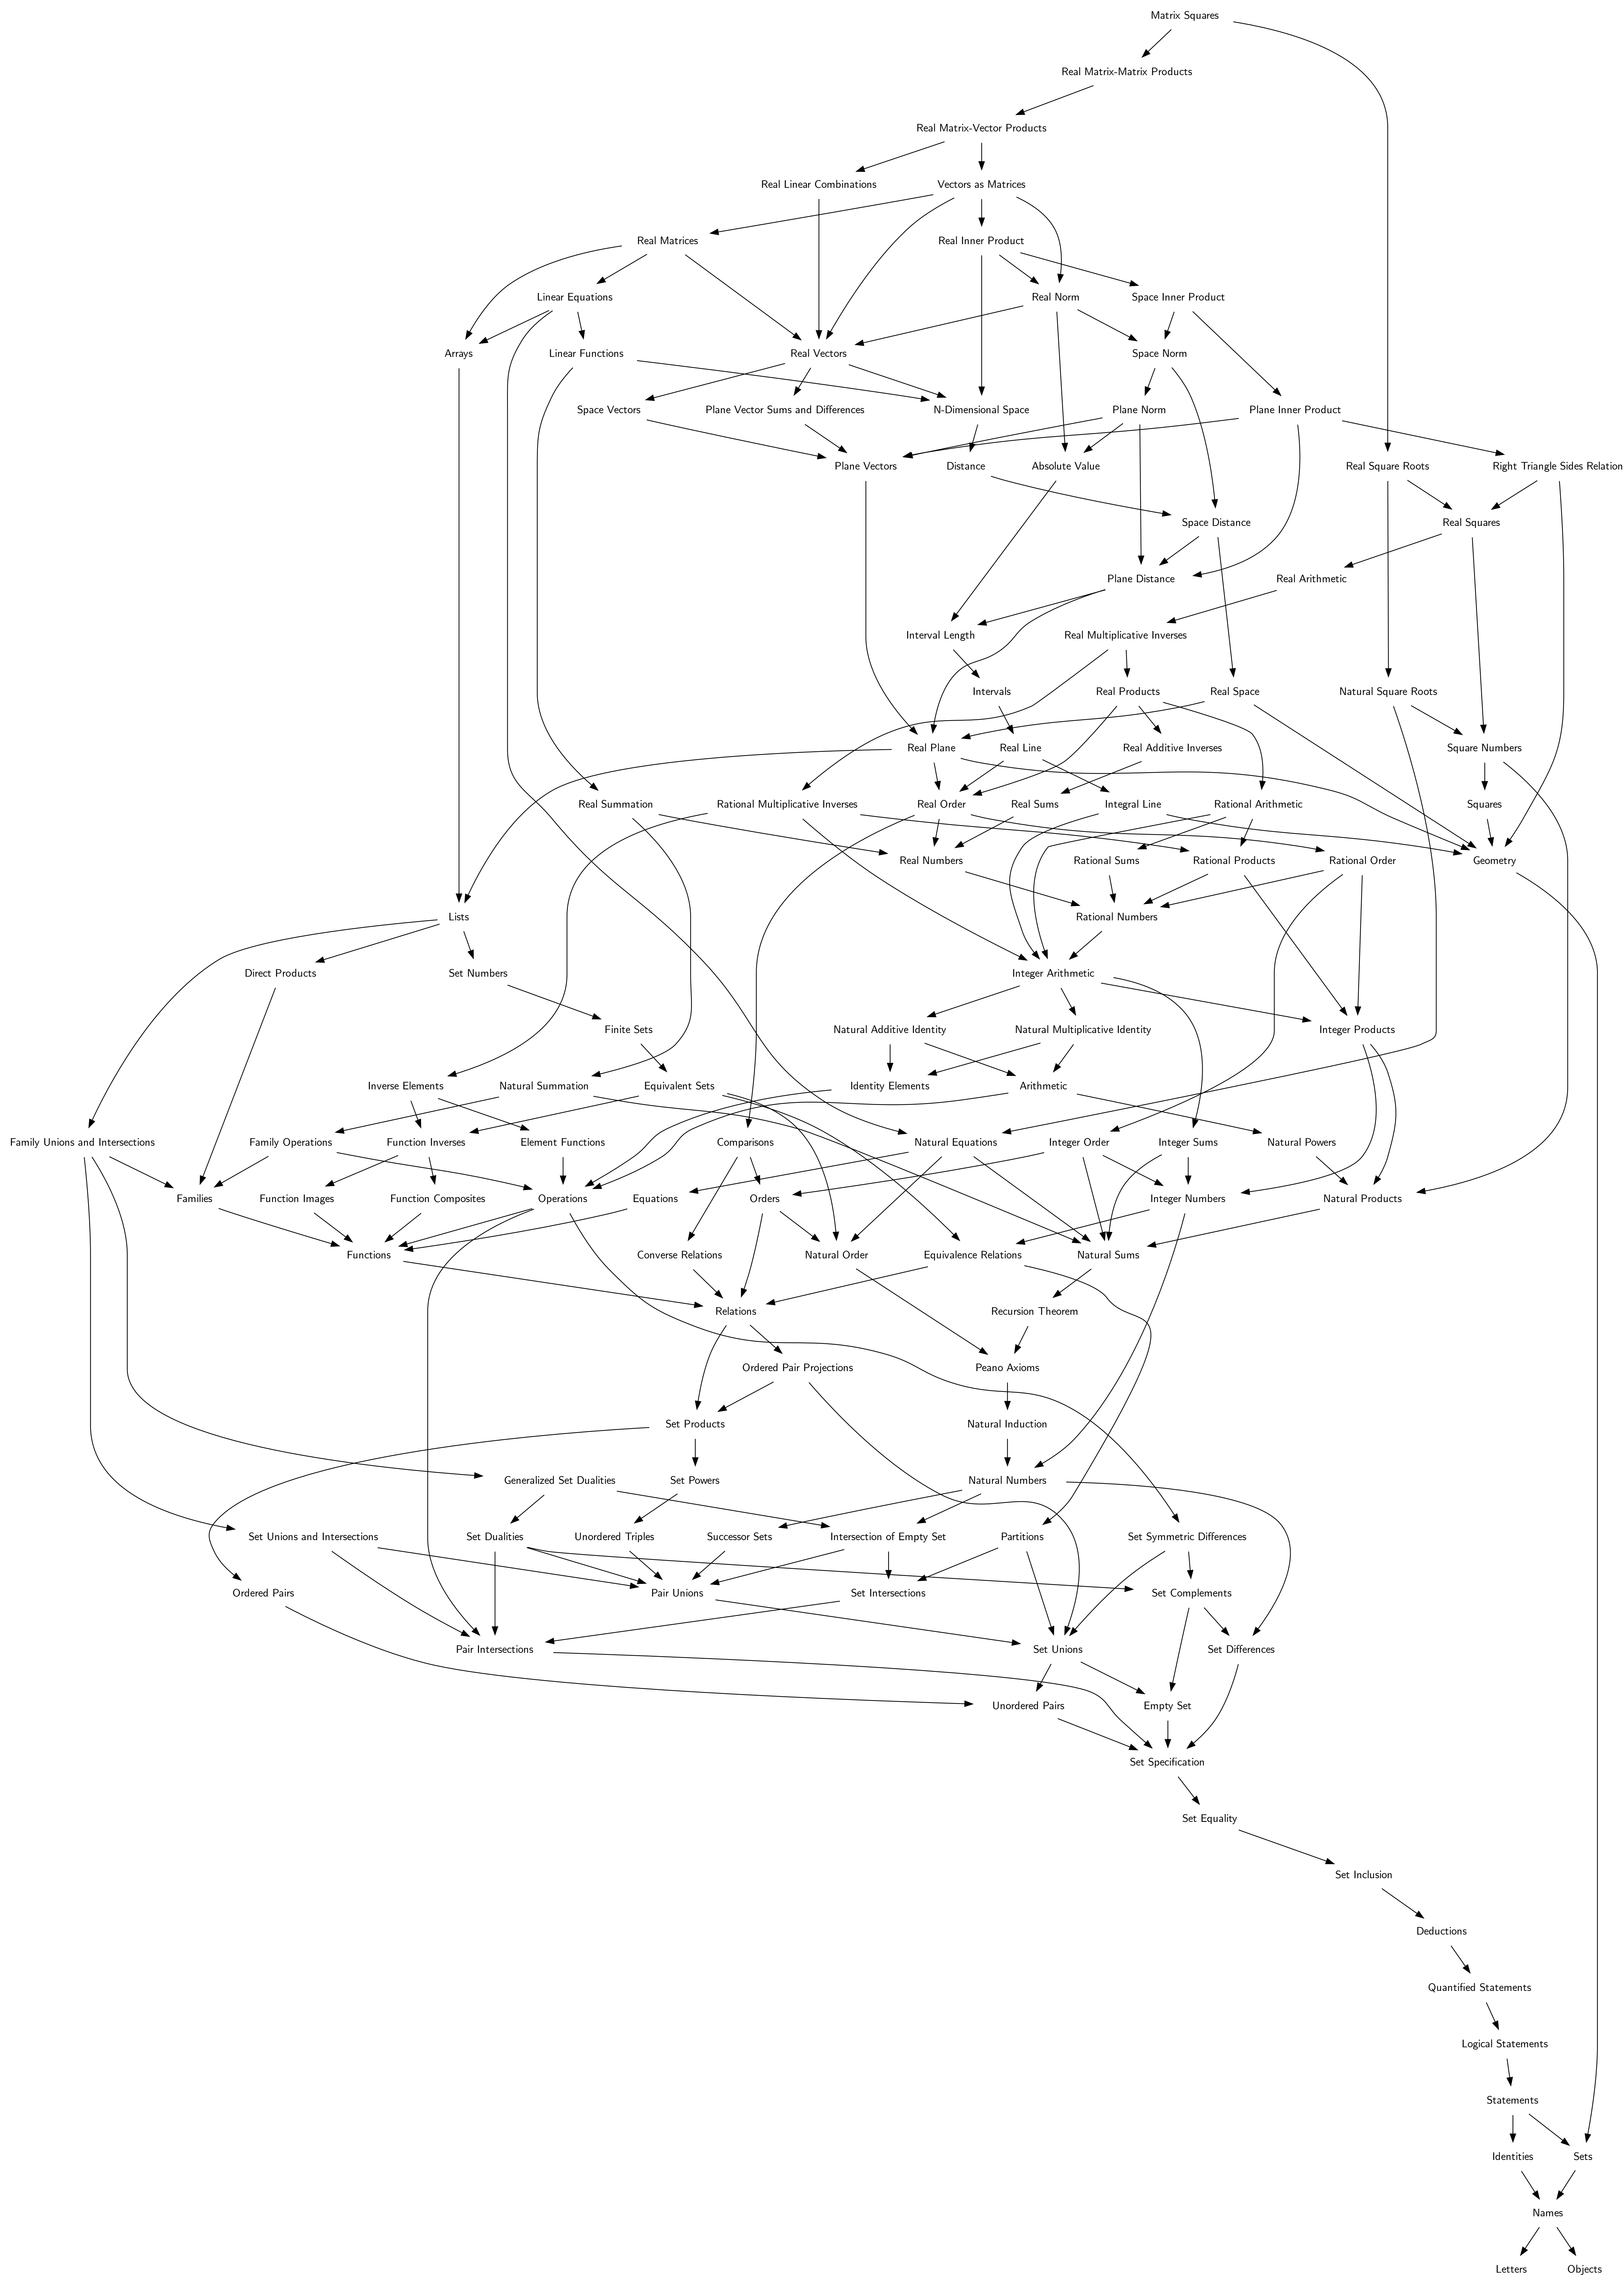 Matrix Squares
Real Matrix-Matrix Products
Real Matrix-Vector Products
Real Linear Combinations
Vectors as Matrices
Real Matrices
Real Inner Product
Linear Equations
Real Norm
Space Inner Product
Arrays
Linear Functions
Real Vectors
Space Norm
Space Vectors
Plane Vector Sums and Differences
N-Dimensional Space
Plane Norm
Plane Inner Product
Plane Vectors
Distance
Absolute Value
Real Square Roots
Right Triangle Sides Relation
Space Distance
Real Squares
Plane Distance
Real Arithmetic
Interval Length
Real Multiplicative Inverses
Intervals
Real Products
Real Space
Natural Square Roots
Real Plane
Real Line
Real Additive Inverses
Square Numbers
Real Summation
Rational Multiplicative Inverses
Real Order
Real Sums
Integral Line
Rational Arithmetic
Squares
Real Numbers
Rational Sums
Rational Products
Rational Order
Geometry
Lists
Rational Numbers
Direct Products
Set Numbers
Integer Arithmetic
Finite Sets
Natural Additive Identity
Natural Multiplicative Identity
Integer Products
Inverse Elements
Natural Summation
Equivalent Sets
Identity Elements
Arithmetic
Family Unions and Intersections
Family Operations
Function Inverses
Element Functions
Comparisons
Natural Equations
Integer Order
Integer Sums
Natural Powers
Families
Function Images
Function Composites
Operations
Equations
Orders
Integer Numbers
Natural Products
Functions
Converse Relations
Natural Order
Equivalence Relations
Natural Sums
Relations
Recursion Theorem
Ordered Pair Projections
Peano Axioms
Set Products
Natural Induction
Generalized Set Dualities
Set Powers
Natural Numbers
Set Unions and Intersections
Set Dualities
Unordered Triples
Successor Sets
Intersection of Empty Set
Partitions
Set Symmetric Differences
Ordered Pairs
Pair Unions
Set Intersections
Set Complements
Pair Intersections
Set Unions
Set Differences
Unordered Pairs
Empty Set
Set Specification
Set Equality
Set Inclusion
Deductions
Quantified Statements
Logical Statements
Statements
Identities
Sets
Names
Letters
Objects